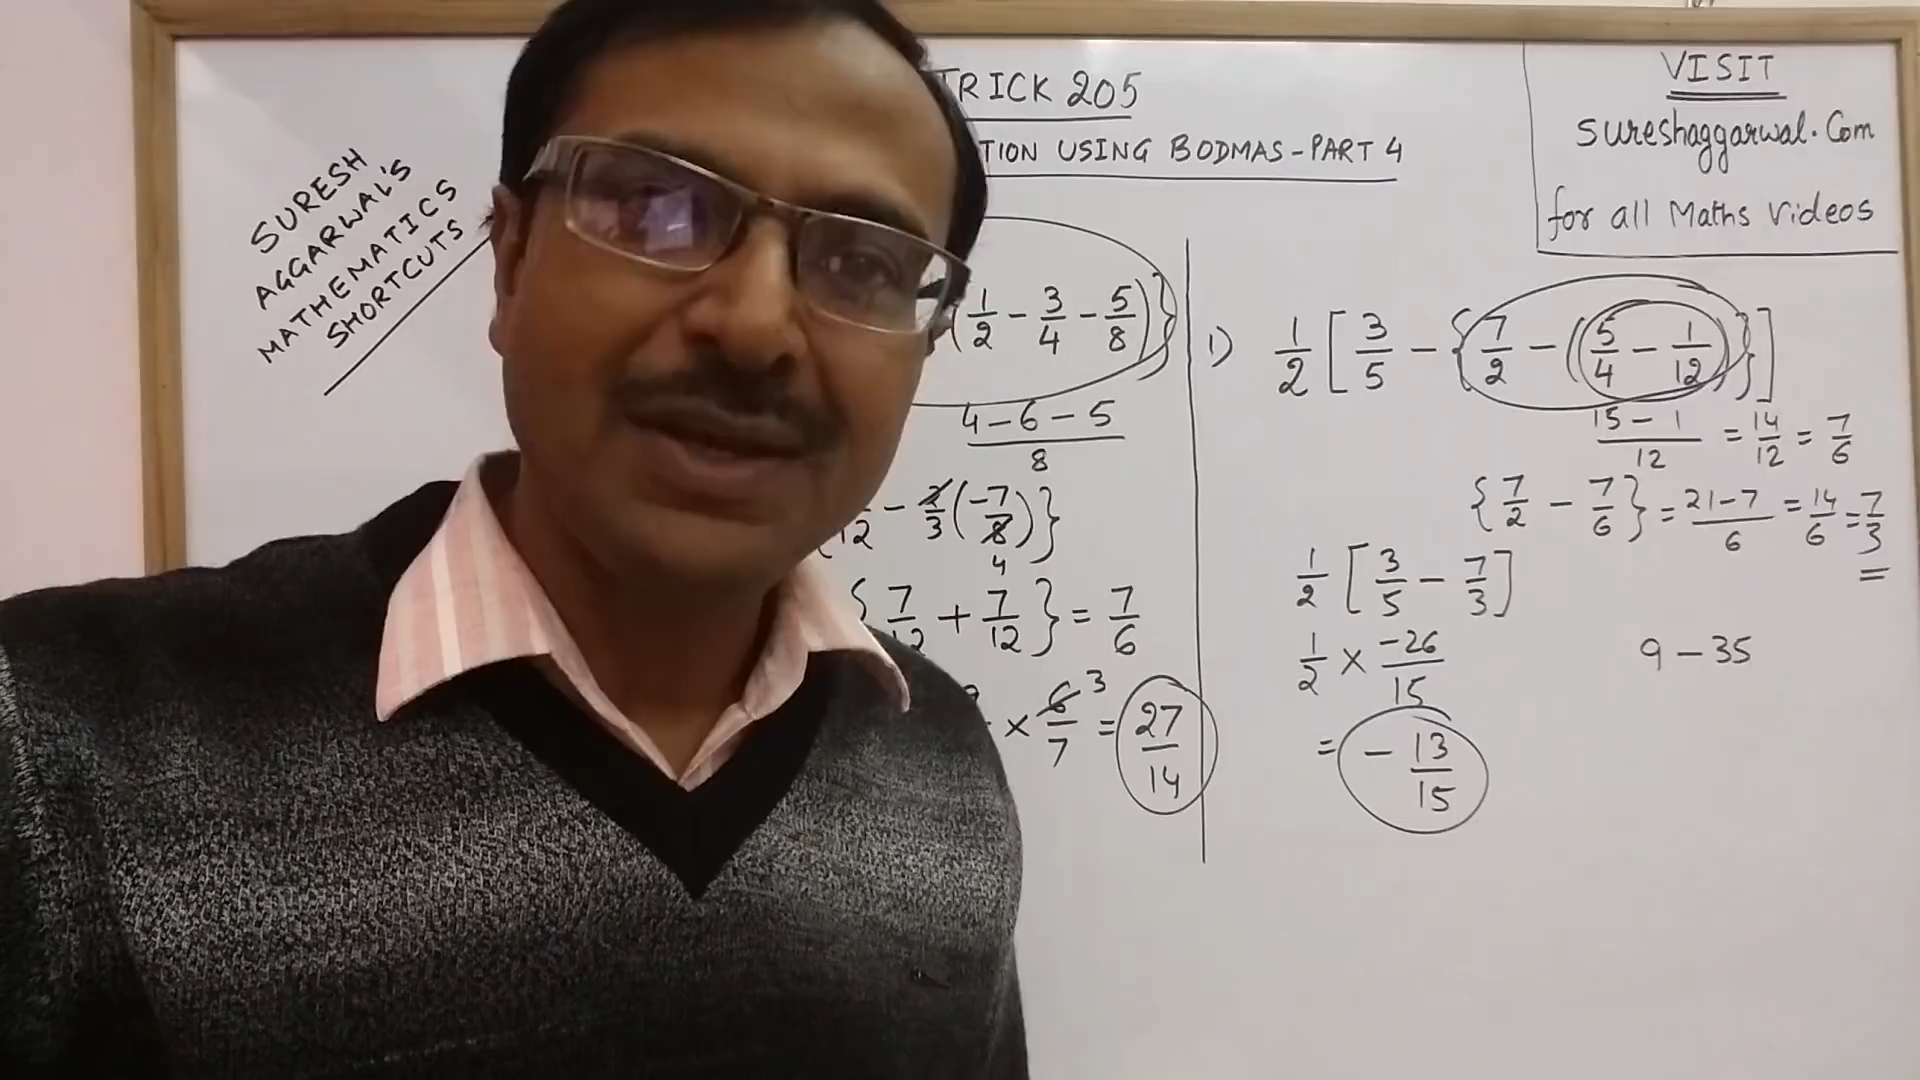 TRICK 205
TION USING BODMAS-PART 4
VISIT
sureshaggarwal.Com
for all Maths Videos
SURESH
AGGARWAL'S
MATHEMATICS
SHORTCUTS
(1/2 - 3/4 - 5/8)}
4-6-5/8
12 - 2/3(-7/8)} 4
{7/12 + 7/12} = 7/6
× 6/7 3 = 27/14
1) 1/2 [3/5 - {7/2 - (5/4 - 1/12)}]
15-1/12 = 14/12 = 7/6
{7/2 - 7/6} = 21-7/6 = 14/6 = 7/3
1/2 [3/5 - 7/3]
1/2 × -26/15
9-35
= -13/15